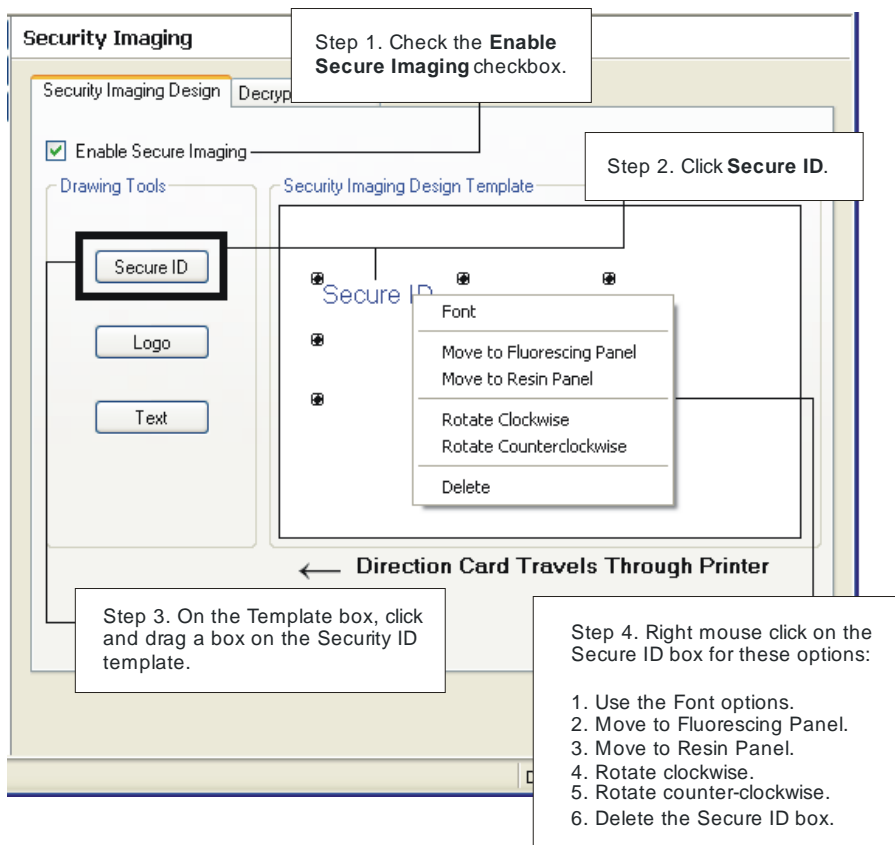 Security Imaging
Step 1. Check the Enable
Secure Imaging checkbox.
Security Imaging Design
Decryp
Enable Secure Imaging
Step 2. Click Secure ID.
Drawing Tools
Security Imaging Design Template
Secure ID
Logo
Text
Secure ID
Font
Move to Fluorescing Panel
Move to Resin Panel
Rotate Clockwise
Rotate Counterclockwise
Delete
← Direction Card Travels Through Printer
Step 3. On the Template box, click
and drag a box on the Security ID
template.
Step 4. Right mouse click on the
Secure ID box for these options:
1. Use the Font options.
2. Move to Fluorescing Panel.
3. Move to Resin Panel.
4. Rotate clockwise.
5. Rotate counter-clockwise.
6. Delete the Secure ID box.